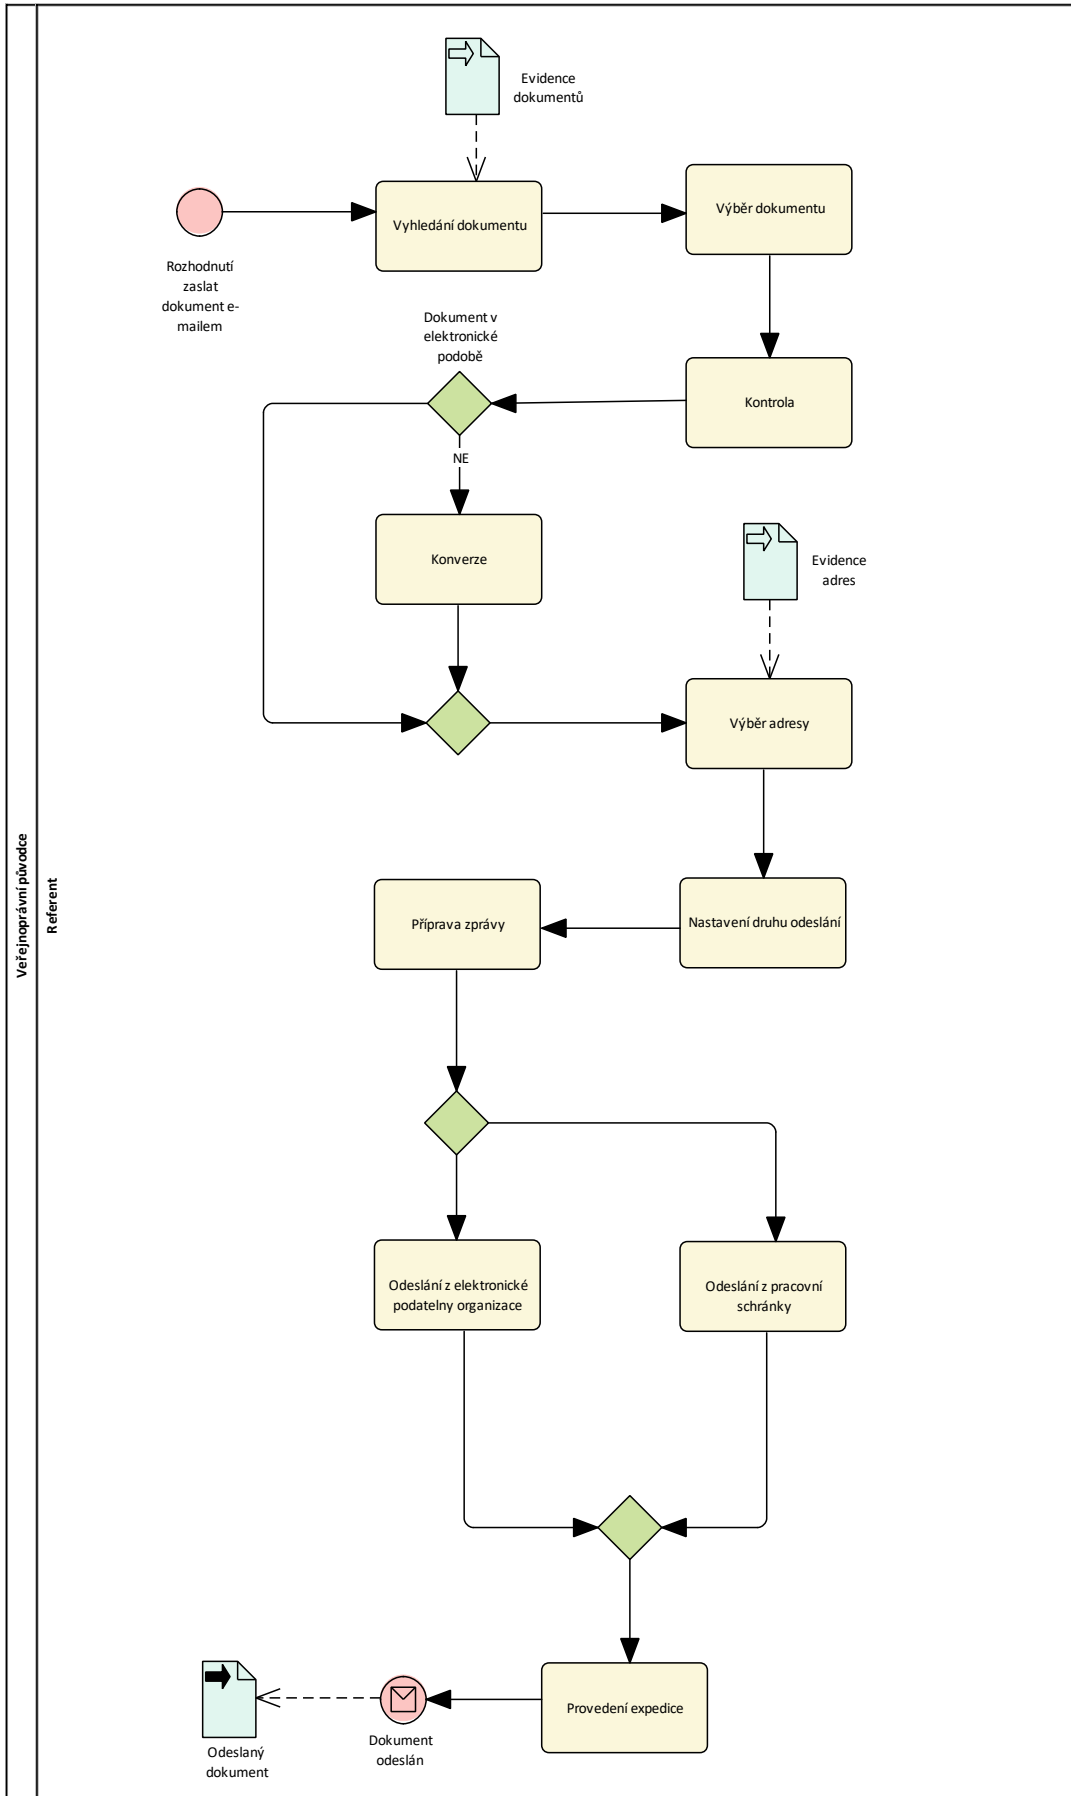 Evidence
dokumentů
Vyhledání dokumentu
Výběr dokumentu
Rozhodnutí
zaslat
dokument e-
mailem
Dokument v
elektronické
podobě
Kontrola
NE
Konverze
Evidence
adres
Výběr adresy
Veřejnoprávní původce
Referent
Příprava zprávy
Nastavení druhu odeslání
Odeslání z elektronické
podatelny organizace
Odeslání z pracovní
schránky
Provedení expedice
Dokument
odeslán
Odeslaný
dokument